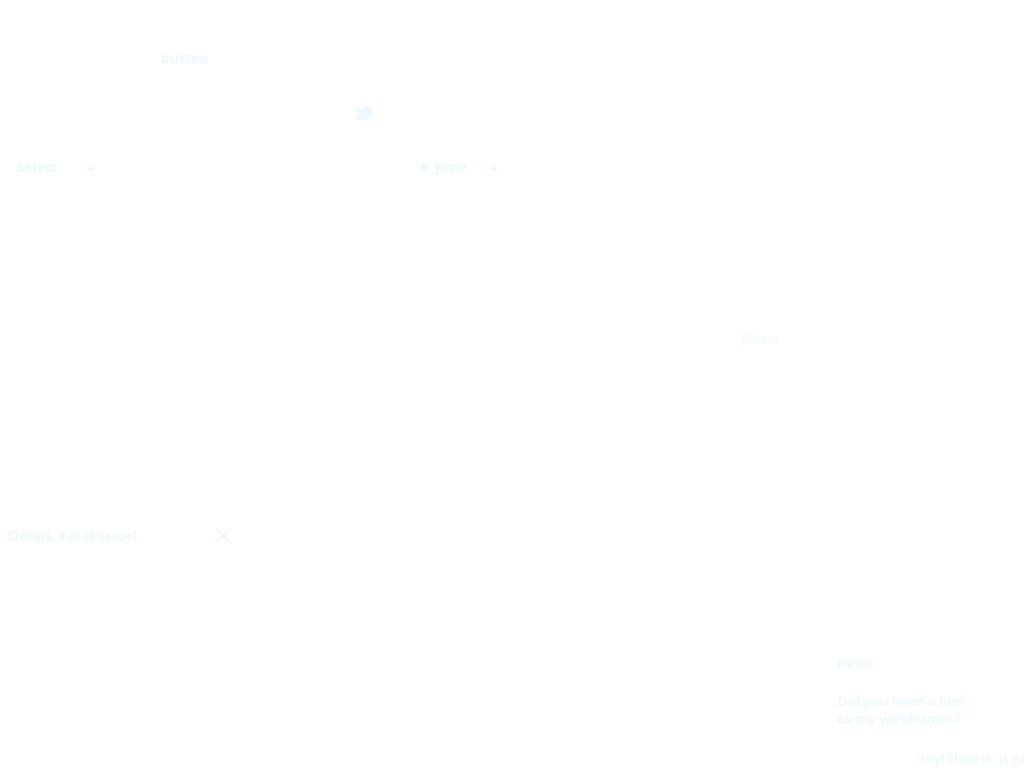 button
Select
8 June
Delete
Ooops. Fatal error!
Hello
Did you have a look
to my wireframes?
Hey! How is it go